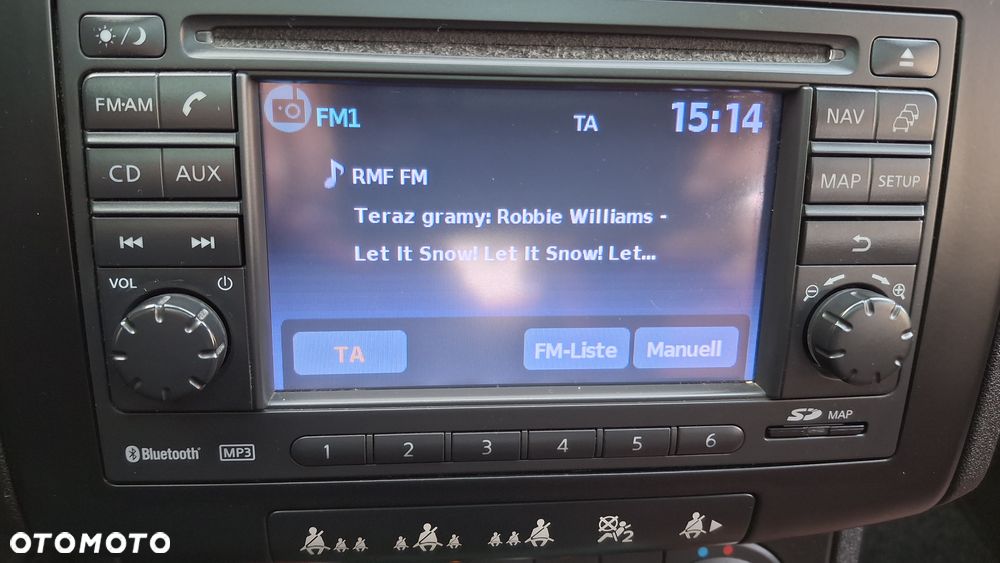 FM·AM
CD
AUX
VOL
FM1
TA
15:14
RMF FM
Teraz gramy: Robbie Williams -
Let It Snow! Let It Snow! Let...
TA
FM-Liste
Manuell
NAV
MAP
SETUP
Bluetooth
MP3
1
2
3
4
5
6
SD
MAP
2
OTOMOTO